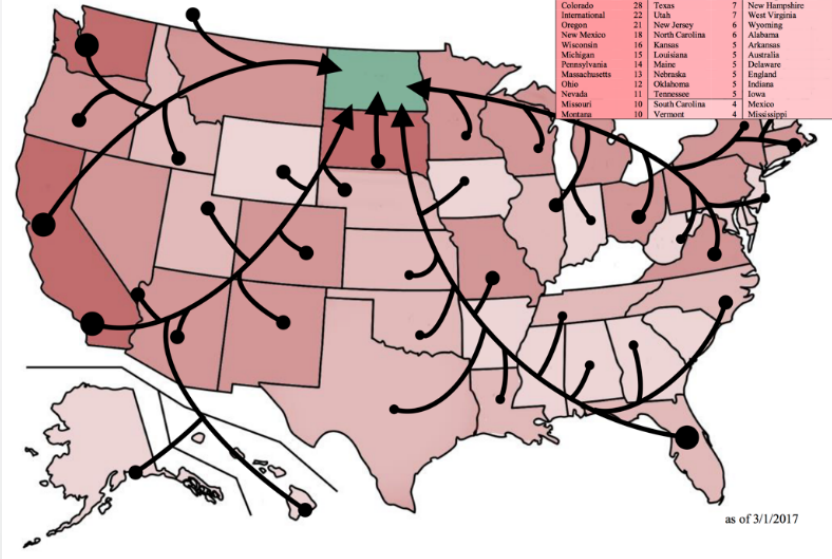 Colorado 28 Texas 7 New Hampshire
International 22 Utah 7 West Virginia
Oregon 21 New Jersey 6 Wyoming
New Mexico 18 North Carolina 6 Alabama
Wisconsin 16 Kansas 5 Arkansas
Michigan 15 Louisiana 5 Australia
Pennsylvania 14 Maine 5 Delaware
Massachusetts 13 Nebraska 5 England
Ohio 12 Oklahoma 5 Indiana
Nevada 11 Tennessee 5 Iowa
Missouri 10 South Carolina 4 Mexico
Montana 10 Vermont 4 Mississippi
as of 3/1/2017